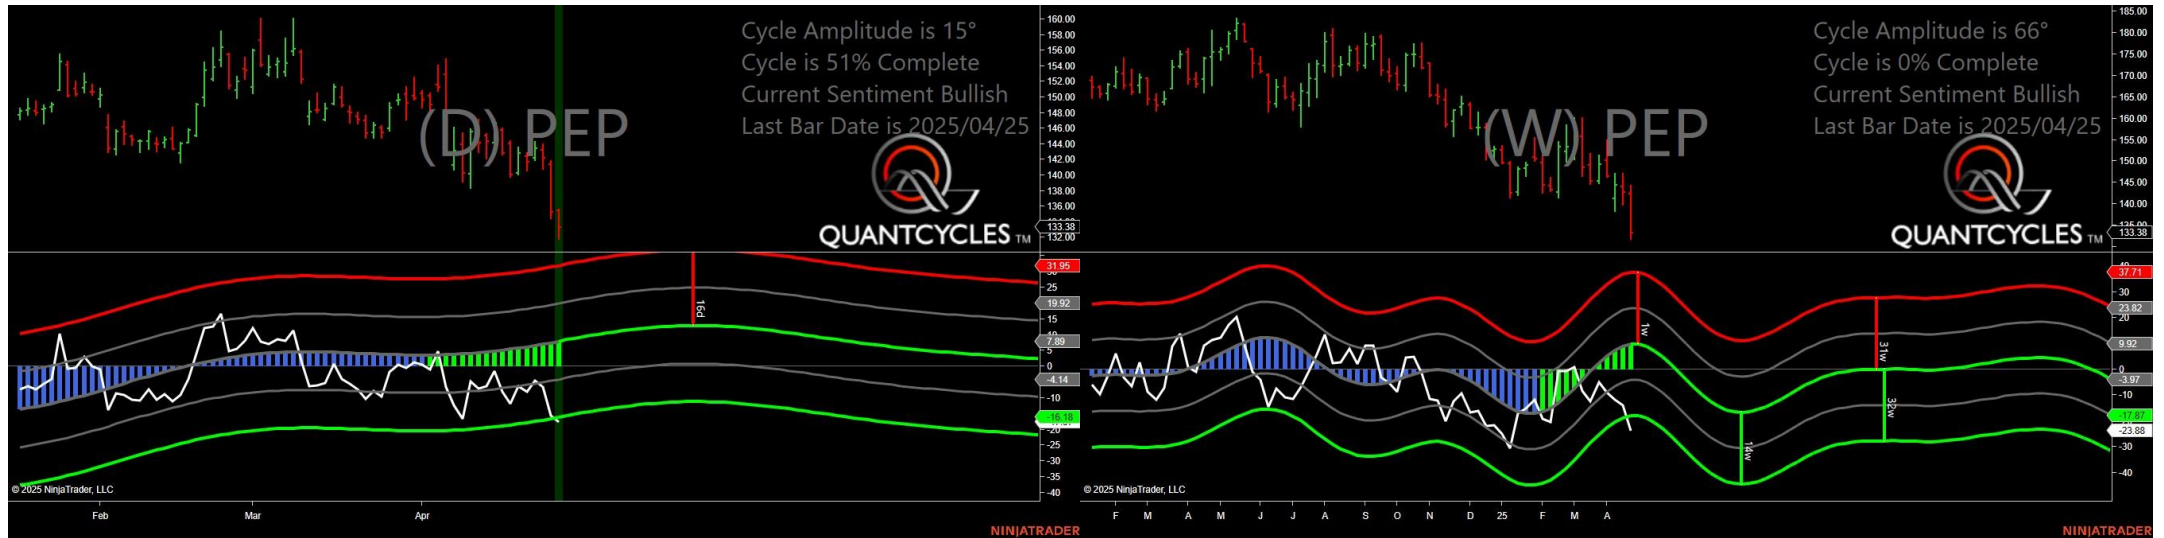 Cycle Amplitude is 15°
Cycle is 51% Complete
Current Sentiment Bullish
Last Bar Date is 2025/04/25
(D) PEP
QUANTCYCLES TM
160.00
158.00
156.00
154.00
152.00
150.00
148.00
146.00
144.00
142.00
140.00
138.00
136.00
133.38
132.00
16d
31.95
25
19.92
15
7.89
5
0
-4.14
-10
-16.18
-20
-25
-30
-35
-40
© 2025 NinjaTrader, LLC
Feb
Mar
Apr
NINJATRADER
Cycle Amplitude is 66°
Cycle is 0% Complete
Current Sentiment Bullish
Last Bar Date is 2025/04/25
(W) PEP
QUANTCYCLES TM
185.00
180.00
175.00
170.00
165.00
160.00
155.00
150.00
145.00
140.00
133.38
1w
31w
32w
14w
40
37.71
30
23.82
20
9.92
0
-3.97
-10
-17.87
-23.88
-30
-40
© 2025 NinjaTrader, LLC
F
M
A
M
J
J
A
S
O
N
D
25
F
M
A
NINJATRADER